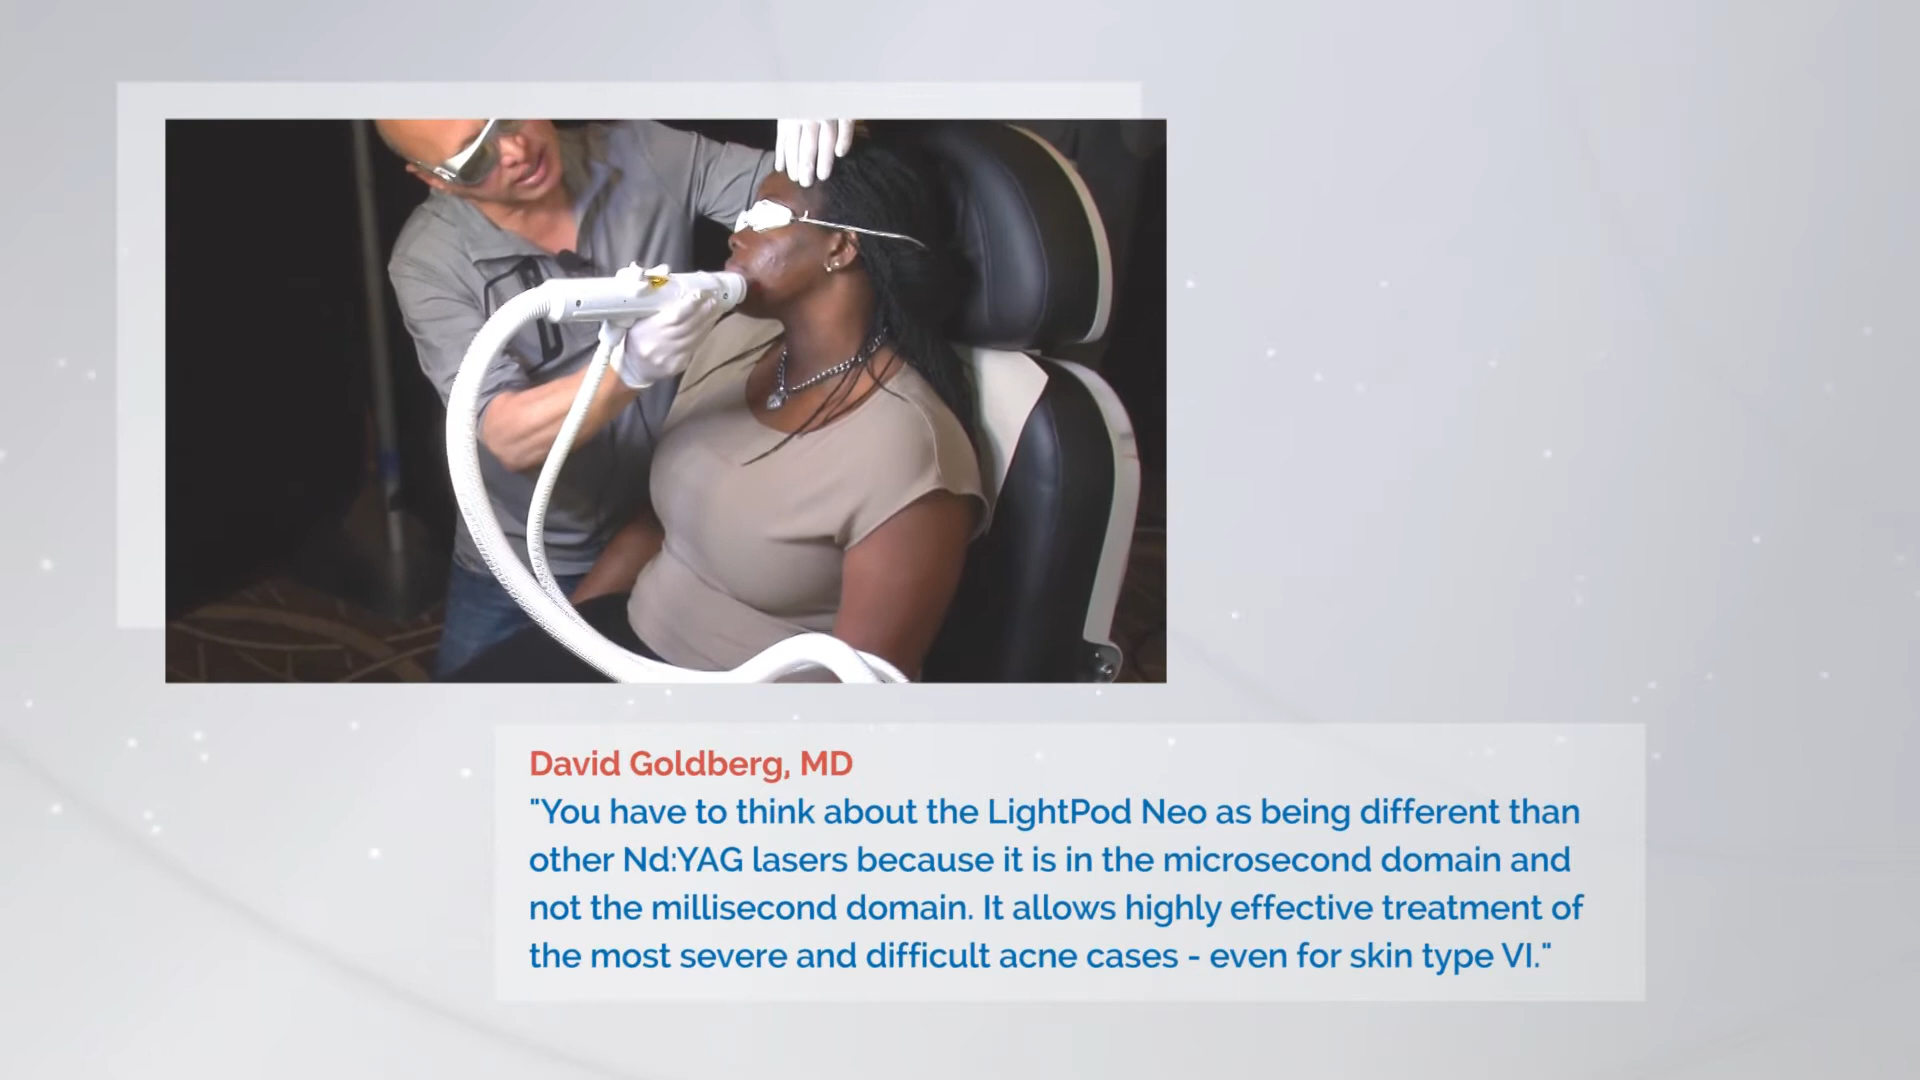 David Goldberg, MD
"You have to think about the LightPod Neo as being different than
other Nd:YAG lasers because it is in the microsecond domain and
not the millisecond domain. It allows highly effective treatment of
the most severe and difficult acne cases - even for skin type VI."